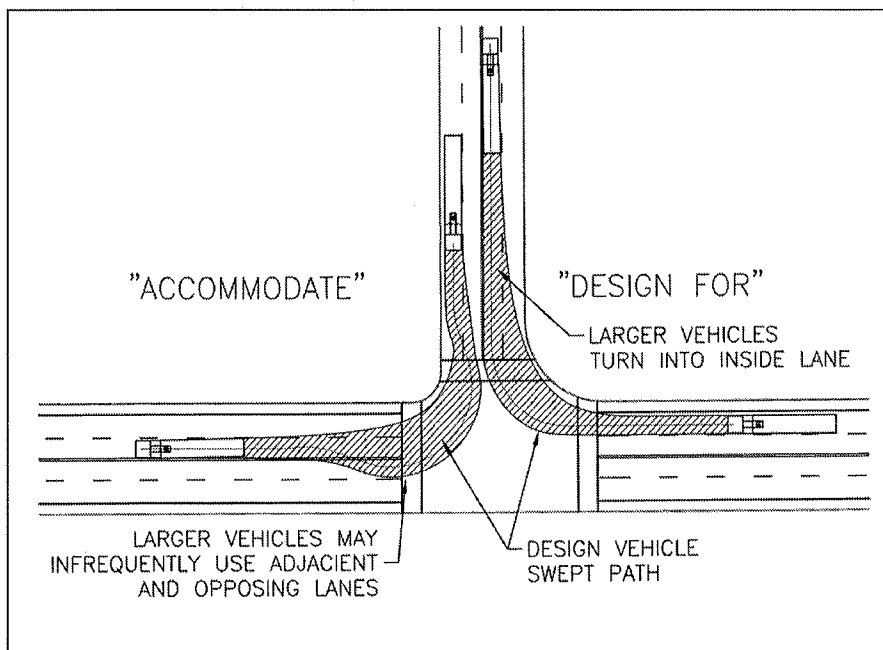 "ACCOMMODATE"
"DESIGN FOR"
LARGER VEHICLES
TURN INTO INSIDE LANE
LARGER VEHICLES MAY
INFREQUENTLY USE ADJACIENT
AND OPPOSING LANES
DESIGN VEHICLE
SWEPT PATH